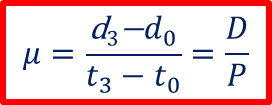 μ = (d₃−d₀)/(t₃ − t₀) = D/P